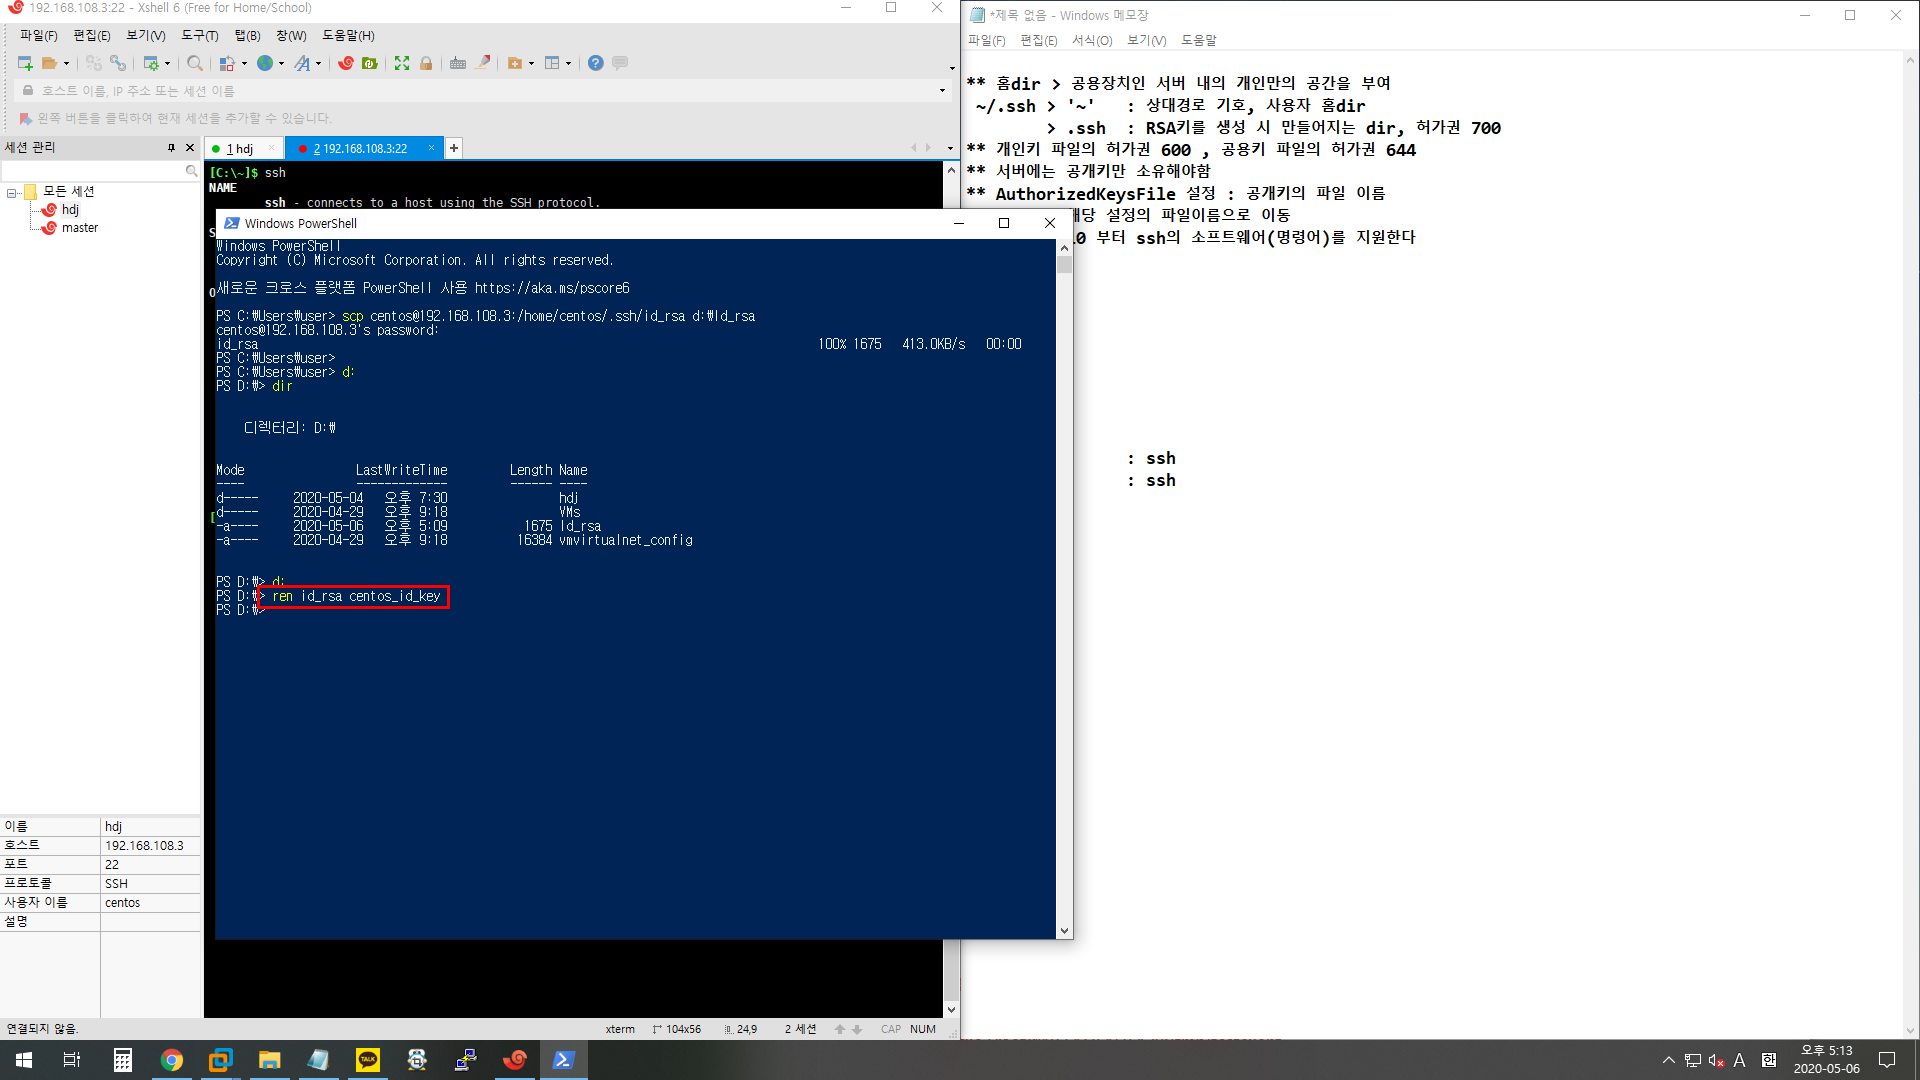 192.168.108.3:22 - Xshell 6 (Free for Home/School)
파일(F) 편집(E) 보기(V) 도구(T) 탭(B) 창(W) 도움말(H)
호스트 이름, IP 주소 또는 세션 이름
왼쪽 버튼을 클릭하여 현재 세션을 추가할 수 있습니다.
세션 관리
1 hdj
2 192.168.108.3:22
모든 세션
hdj
master
[C:\~]$ ssh
NAME
ssh - connects to a host using the SSH protocol.
S
O
[
Windows PowerShell
Windows PowerShell
Copyright (C) Microsoft Corporation. All rights reserved.
새로운 크로스 플랫폼 PowerShell 사용 https://aka.ms/pscore6
PS C:\Users\user> scp centos@192.168.108.3:/home/centos/.ssh/id_rsa d:\Id_rsa
centos@192.168.108.3's password:
id_rsa 100% 1675 413.0KB/s 00:00
PS C:\Users\user>
PS C:\Users\user> d:
PS D:\> dir
디렉터리: D:\
Mode LastWriteTime Length Name
---- ------------- ------ ----
d----- 2020-05-04 오후 7:30 hdj
d----- 2020-04-29 오후 9:18 VMs
-a---- 2020-05-06 오후 5:09 1675 Id_rsa
-a---- 2020-04-29 오후 9:18 16384 vmvirtualnet_config
PS D:\> d:
PS D:\> ren id_rsa centos_id_key
PS D:\>
이름 hdj
호스트 192.168.108.3
포트 22
프로토콜 SSH
사용자 이름 centos
설명
연결되지 않음.
xterm 104x56 24,9 2 세션 CAP NUM
*제목 없음 - Windows 메모장
파일(F) 편집(E) 서식(O) 보기(V) 도움말
** 홈dir > 공용장치인 서버 내의 개인만의 공간을 부여
~/.ssh > '~' : 상대경로 기호, 사용자 홈dir
> .ssh : RSA키를 생성 시 만들어지는 dir, 허가권 700
** 개인키 파일의 허가권 600 , 공용키 파일의 허가권 644
** 서버에는 공개키만 소유해야함
** AuthorizedKeysFile 설정 : 공개키의 파일 이름
해당 설정의 파일이름으로 이동
10 부터 ssh의 소프트웨어(명령어)를 지원한다
: ssh
: ssh
TALK
A 한
오후 5:13
2020-05-06